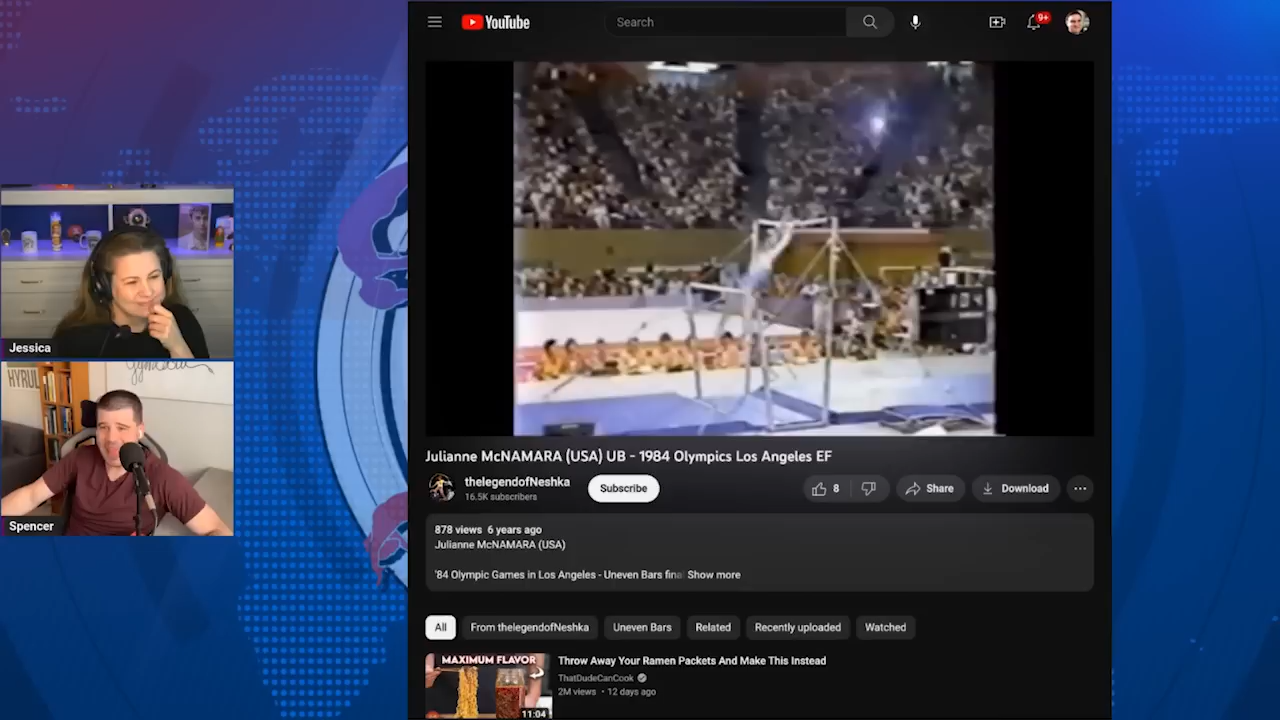 YouTube
Search
9+
Jessica
HYRUL
Spencer
Julianne McNAMARA (USA) UB - 1984 Olympics Los Angeles EF
thelegendofNeshka
16.5K subscribers
Subscribe
8
Share
Download
878 views 6 years ago
Julianne McNAMARA (USA)
'84 Olympic Games in Los Angeles - Uneven Bars fina Show more
All
From thelegendofNeshka
Uneven Bars
Related
Recently uploaded
Watched
MAXIMUM FLAVOR
11:04
Throw Away Your Ramen Packets And Make This Instead
ThatDudeCanCook
2M views • 12 days ago